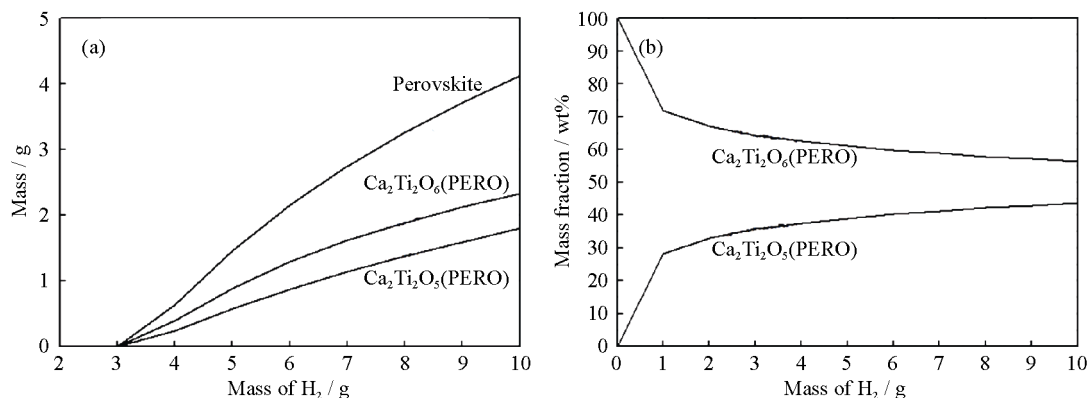 (a)
Perovskite
Ca₂Ti₂O₆(PERO)
Ca₂Ti₂O₅(PERO)
Mass / g
5
4
3
2
1
0
2 3 4 5 6 7 8 9 10
Mass of H₂ / g
(b)
Ca₂Ti₂O₆(PERO)
Ca₂Ti₂O₅(PERO)
Mass fraction / wt%
100
90
80
70
60
50
40
30
20
10
0
0 1 2 3 4 5 6 7 8 9 10
Mass of H₂ / g